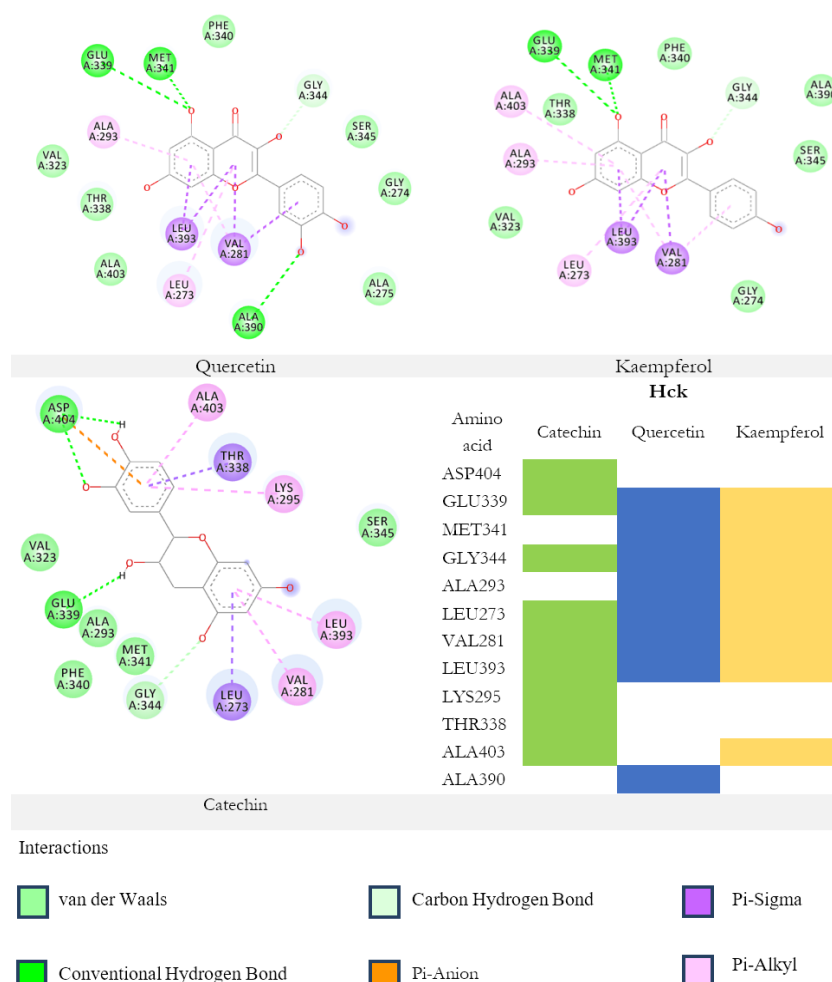 PHE
A:340
GLU
A:339
MET
A:341
GLY
A:344
ALA
A:293
SER
A:345
VAL
A:323
GLY
A:274
THR
A:338
LEU
A:393
VAL
A:281
ALA
A:403
LEU
A:273
ALA
A:275
ALA
A:390
O
O
O
O
O
O
O
GLU
A:339
MET
A:341
PHE
A:340
GLY
A:344
ALA
A:390
ALA
A:403
THR
A:338
SER
A:345
ALA
A:293
VAL
A:323
LEU
A:393
VAL
A:281
LEU
A:273
GLY
A:274
O
O
O
O
O
O
Quercetin
Kaempferol
ASP
A:404
ALA
A:403
THR
A:338
LYS
A:295
SER
A:345
VAL
A:323
GLU
A:339
ALA
A:293
LEU
A:393
PHE
A:340
MET
A:341
GLY
A:344
LEU
A:273
VAL
A:281
H
O
O
O
O
H
O
O
Catechin
Hck
Amino
acid Catechin Quercetin Kaempferol
ASP404
GLU339
MET341
GLY344
ALA293
LEU273
VAL281
LEU393
LYS295
THR338
ALA403
ALA390
Interactions
van der Waals Carbon Hydrogen Bond Pi-Sigma
Conventional Hydrogen Bond Pi-Anion Pi-Alkyl